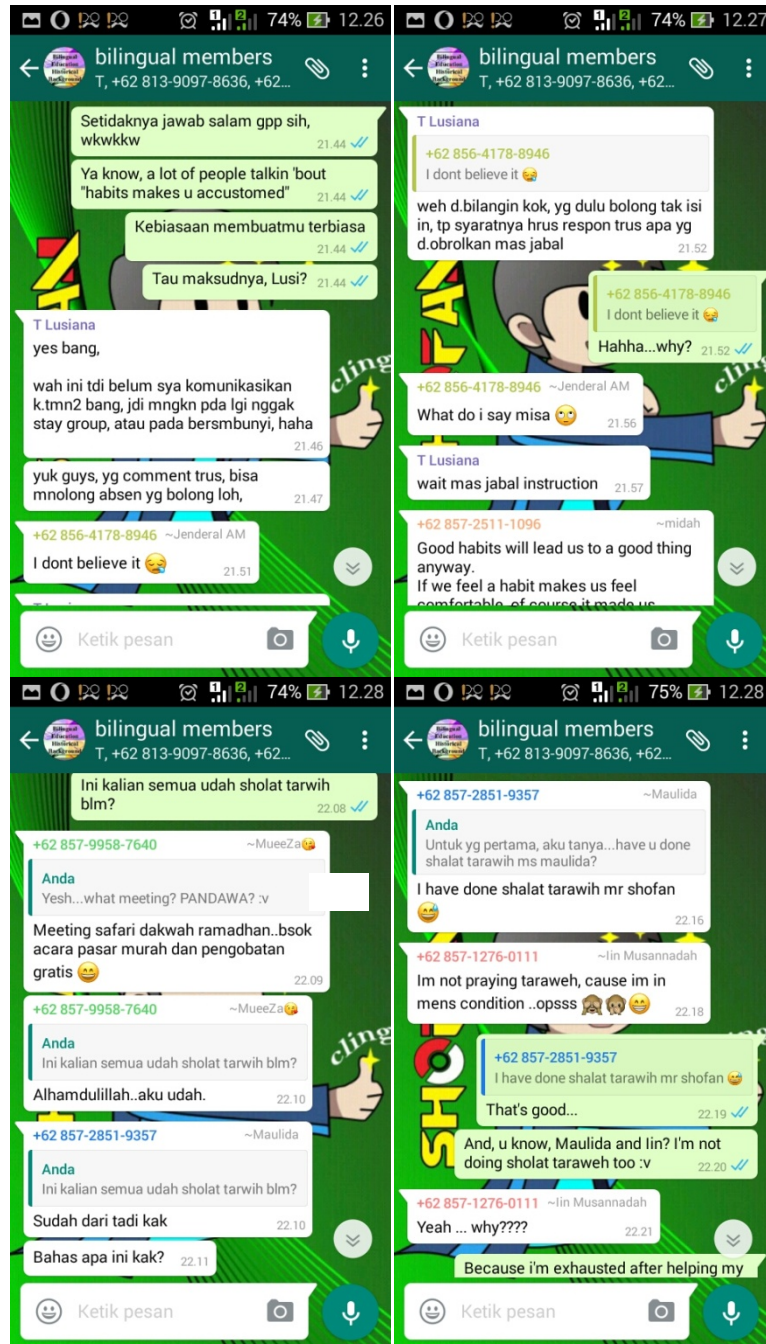 74% 12.26
bilingual members
T, +62 813-9097-8636, +62...
Setidaknya jawab salam gpp sih,
wkwkkw
21.44
Ya know, a lot of people talkin 'bout
"habits makes u accustomed"
21.44
Kebiasaan membuatmu terbiasa
21.44
Tau maksudnya, Lusi? 21.44
T Lusiana
yes bang,
wah ini tdi belum sya komunikasikan
k.tmn2 bang, jdi mngkn pda lgi nggak
stay group, atau pada bersmbunyi, haha
21.46
yuk guys, yg comment trus, bisa
mnolong absen yg bolong loh,
21.47
+62 856-4178-8946 ~Jenderal AM
I dont believe it 😪
21.51
cling
Ketik pesan
74% 12.27
bilingual members
T, +62 813-9097-8636, +62...
T Lusiana
+62 856-4178-8946
I dont believe it 😪
weh d.bilangin kok, yg dulu bolong tak isi
in, tp syaratnya hrus respon trus apa yg
d.obrolkan mas jabal
21.52
+62 856-4178-8946
I dont believe it 😪
Hahha...why? 21.52
+62 856-4178-8946 ~Jenderal AM
What do i say misa 🙄
21.56
T Lusiana
wait mas jabal instruction 21.57
+62 857-2511-1096 ~midah
Good habits will lead us to a good thing
anyway.
If we feel a habit makes us feel
comfortable, of course it made us
Ketik pesan
74% 12.28
bilingual members
T, +62 813-9097-8636, +62...
Ini kalian semua udah sholat tarwih
blm?
22.08
+62 857-9958-7640 ~MueeZa😘
Anda
Yesh...what meeting? PANDAWA? :v
Meeting safari dakwah ramadhan..bsok
acara pasar murah dan pengobatan
gratis 😄
22.09
+62 857-9958-7640 ~MueeZa😘
Anda
Ini kalian semua udah sholat tarwih blm?
Alhamdulillah..aku udah.
22.10
+62 857-2851-9357 ~Maulida
Anda
Ini kalian semua udah sholat tarwih blm?
Sudah dari tadi kak
22.10
Bahas apa ini kak? 22.11
cling
Ketik pesan
75% 12.28
bilingual members
T, +62 813-9097-8636, +62...
+62 857-2851-9357 ~Maulida
Anda
Untuk yg pertama, aku tanya...have u done
shalat tarawih ms maulida?
I have done shalat tarawih mr shofan
😅
22.16
+62 857-1276-0111 ~Iin Musannadah
Im not praying taraweh, cause im in
mens condition ..opsss 🙈🙊😁
22.18
+62 857-2851-9357
I have done shalat tarawih mr shofan 😅
That's good...
22.19
And, u know, Maulida and Iin? I'm not
doing sholat taraweh too :v
22.20
+62 857-1276-0111 ~Iin Musannadah
Yeah ... why????
22.21
Because i'm exhausted after helping my
Ketik pesan